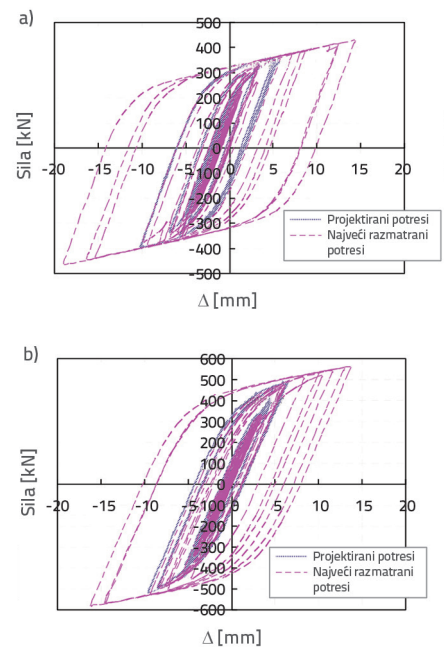 a)
500
400
300
200
100
0
-100
-200
-300
-400
-500
-20 -15 -10 -5 0 5 10 15 20
Sila [kN]
Projektirani potresi
Najveći razmatrani
potresi
Δ [mm]
b)
600
500
400
300
200
100
0
-100
-200
-300
-400
-500
-600
-20 -15 -10 -5 0 5 10 15 20
Sila [kN]
Projektirani potresi
Najveći razmatrani
potresi
Δ [mm]